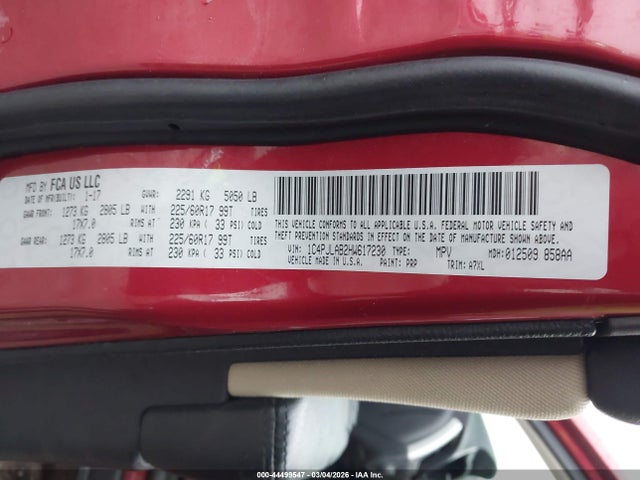 MFD BY FCA US LLC
DATE OF MFR(BUILT): 1-17 GVWR: 2291 KG 5050 LB
GAWR FRONT: 1273 KG 2805 LB WITH 225/60R17 99T TIRES
17X7.0 RIMS AT 230 KPA ( 33 PSI) COLD
GAWR REAR: 1273 KG 2805 LB WITH 225/60R17 99T TIRES
17X7.0 RIMS AT 230 KPA ( 33 PSI) COLD
THIS VEHICLE CONFORMS TO ALL APPLICABLE U.S.A. FEDERAL MOTOR VEHICLE SAFETY AND
THEFT PREVENTION STANDARDS IN EFFECT ON THE DATE OF MANUFACTURE SHOWN ABOVE.
VIN: 1C4PJLAB2HW617230 TYPE: MPV MDH:012509 858AA
MADE IN U.S.A. PAINT: PRP TRIM: A7XL
000-44499547 - 03/04/2026 - IAAI.com